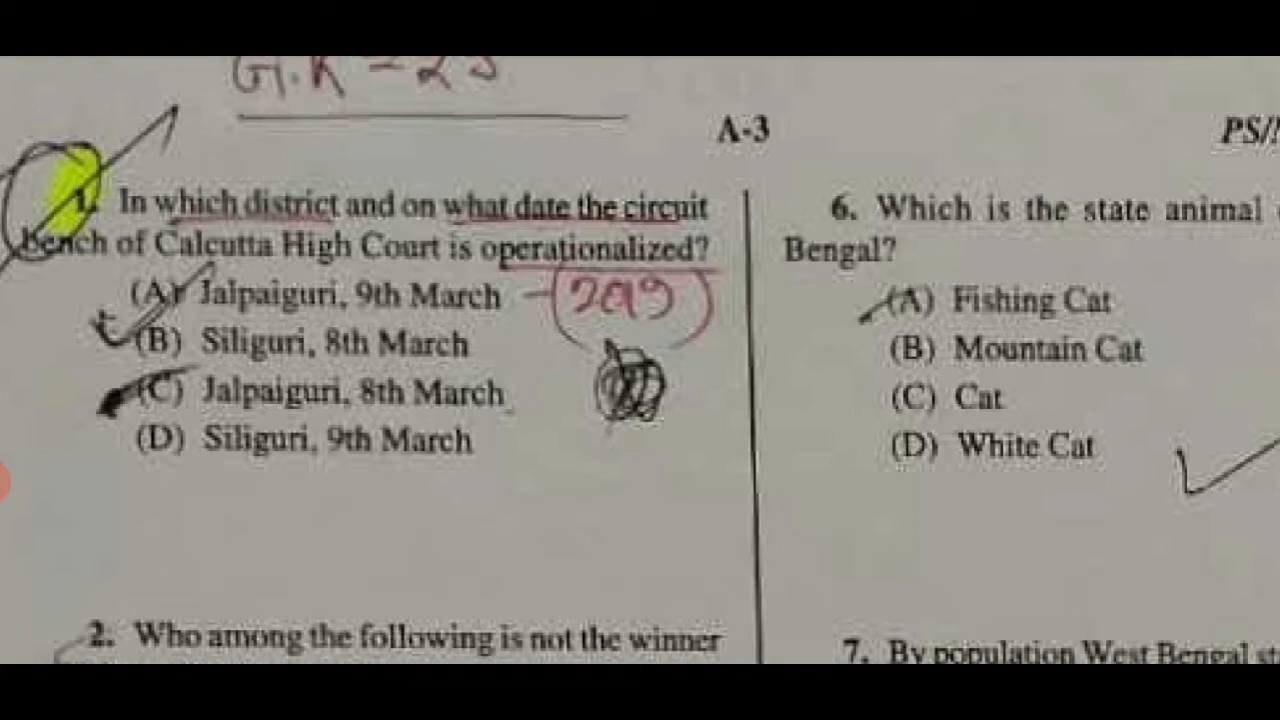 G.K - 25
A-3
1. In which district and on what date the circuit
Bench of Calcutta High Court is operationalized?
(A) Jalpaiguri, 9th March
(B) Siliguri, 8th March
(C) Jalpaiguri, 8th March
(D) Siliguri, 9th March
2. Who among the following is not the winner
PS/
6. Which is the state animal
Bengal?
(A) Fishing Cat
(B) Mountain Cat
(C) Cat
(D) White Cat
7. By population West Bengal